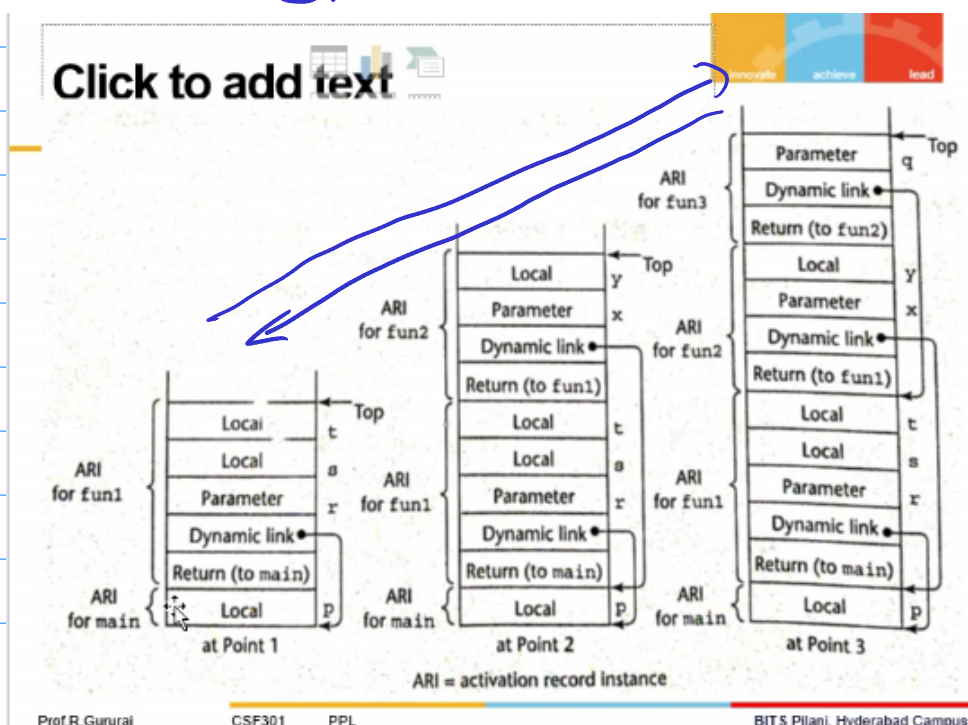 Click to add text
innovate achieve lead
Top
Parameter q
ARI for fun3
Dynamic link
Return (to fun2)
Local y
Parameter x
ARI for fun2
Dynamic link
Return (to fun1)
Local t
Local s
ARI for fun1
Parameter r
Dynamic link
Return (to main)
ARI for main
Local p
at Point 3
Top
Local y
ARI for fun2
Parameter x
Dynamic link
Return (to fun1)
Local t
Local s
ARI for fun1
Parameter r
Dynamic link
Return (to main)
ARI for main
Local p
at Point 2
Top
Local t
Local s
ARI for fun1
Parameter r
Dynamic link
Return (to main)
ARI for main
Local p
at Point 1
ARI = activation record instance
Prof.R.Gururaj CSF301 PPL BITS Pilani, Hyderabad Campus